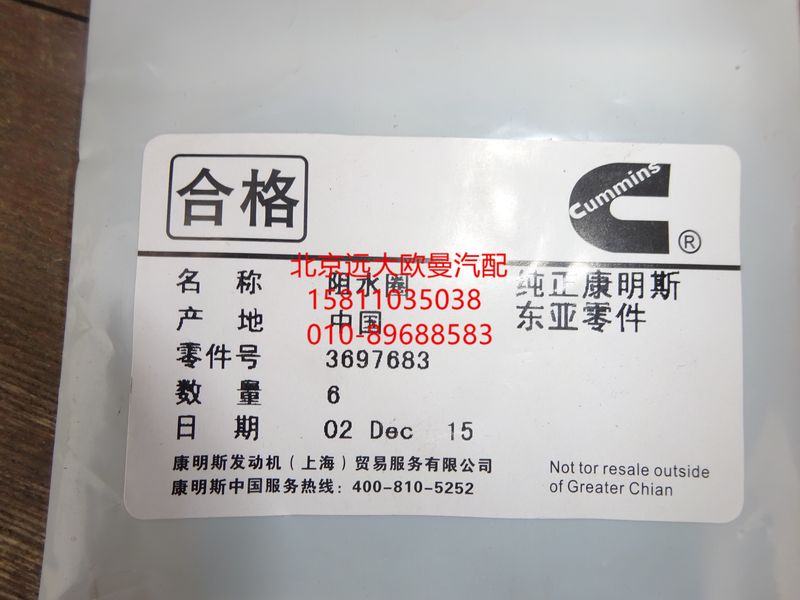 合格
Cummins
®
北京远大欧曼汽配
名 称 阻水圈 纯正康明斯
15811035038
产 地 中国 东亚零件
010-89688583
零件号 3697683
数 量 6
日 期 02 Dec 15
康明斯发动机（上海）贸易服务有限公司
康明斯中国服务热线：400-810-5252
Not tor resale outside
of Greater Chian